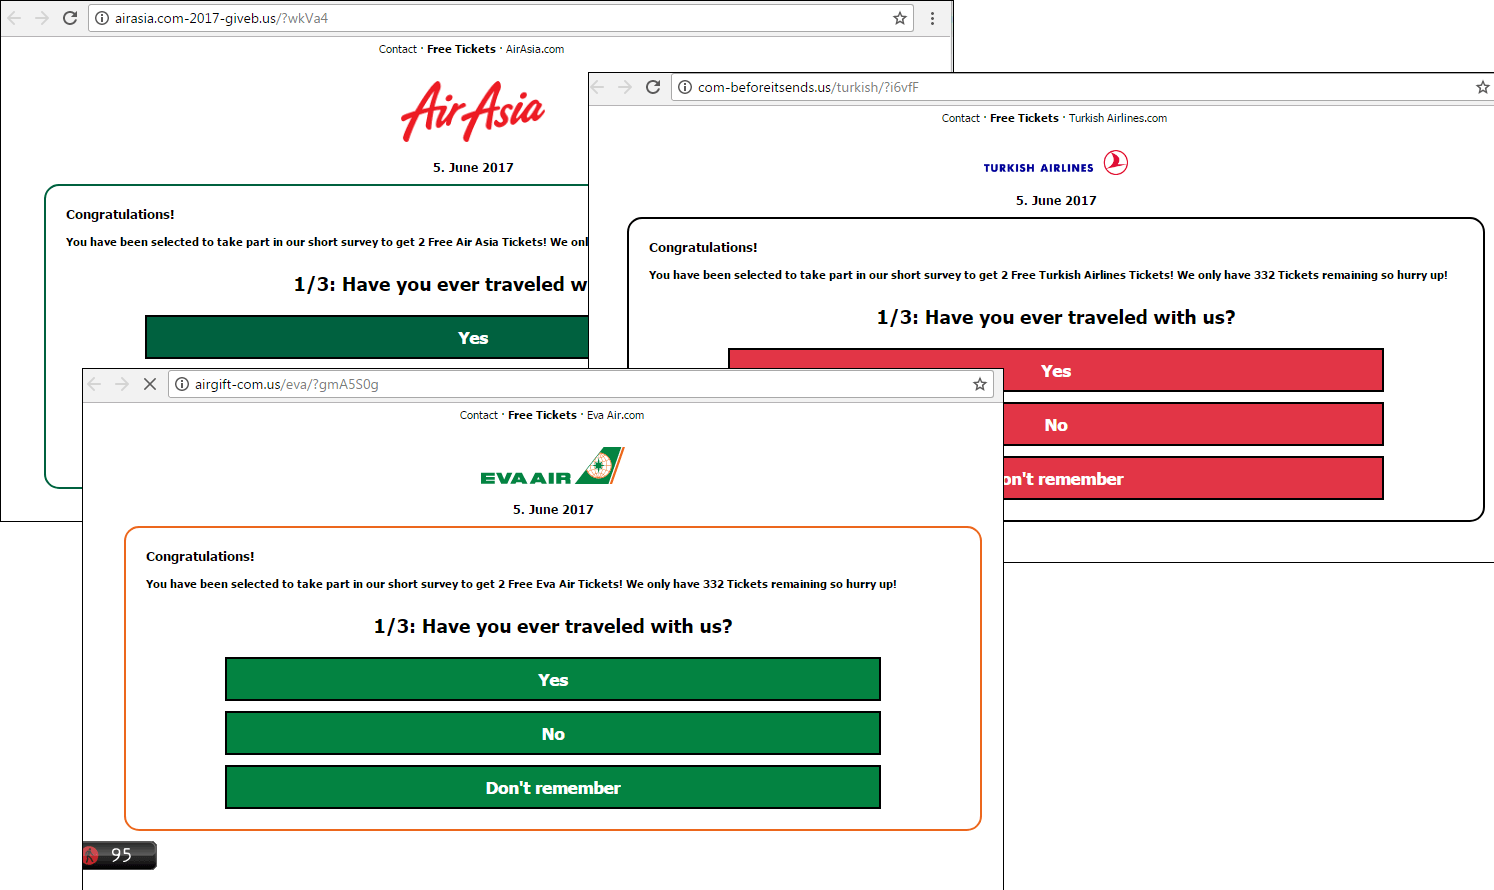 airasia.com-2017-giveb.us/?wkVa4
Contact · Free Tickets · AirAsia.com
AirAsia
5. June 2017
Congratulations!
You have been selected to take part in our short survey to get 2 Free Air Asia Tickets! We onl
1/3: Have you ever traveled w
Yes
com-beforeitsends.us/turkish/?i6vfF
Contact · Free Tickets · Turkish Airlines.com
TURKISH AIRLINES
5. June 2017
Congratulations!
You have been selected to take part in our short survey to get 2 Free Turkish Airlines Tickets! We only have 332 Tickets remaining so hurry up!
1/3: Have you ever traveled with us?
Yes
No
on't remember
airgift-com.us/eva/?gmA5S0g
Contact · Free Tickets · Eva Air.com
EVA AIR
5. June 2017
Congratulations!
You have been selected to take part in our short survey to get 2 Free Eva Air Tickets! We only have 332 Tickets remaining so hurry up!
1/3: Have you ever traveled with us?
Yes
No
Don't remember
95